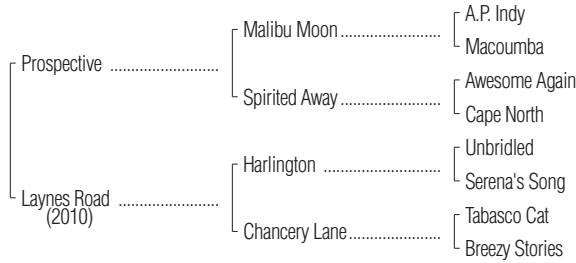 A.P. Indy
Malibu Moon ......................
Macoumba
Prospective ........................
Awesome Again
Spirited Away ......................
Cape North
Unbridled
Harlington ........................
Serena's Song
Laynes Road ......................
(2010)
Tabasco Cat
Chancery Lane ....................
Breezy Stories